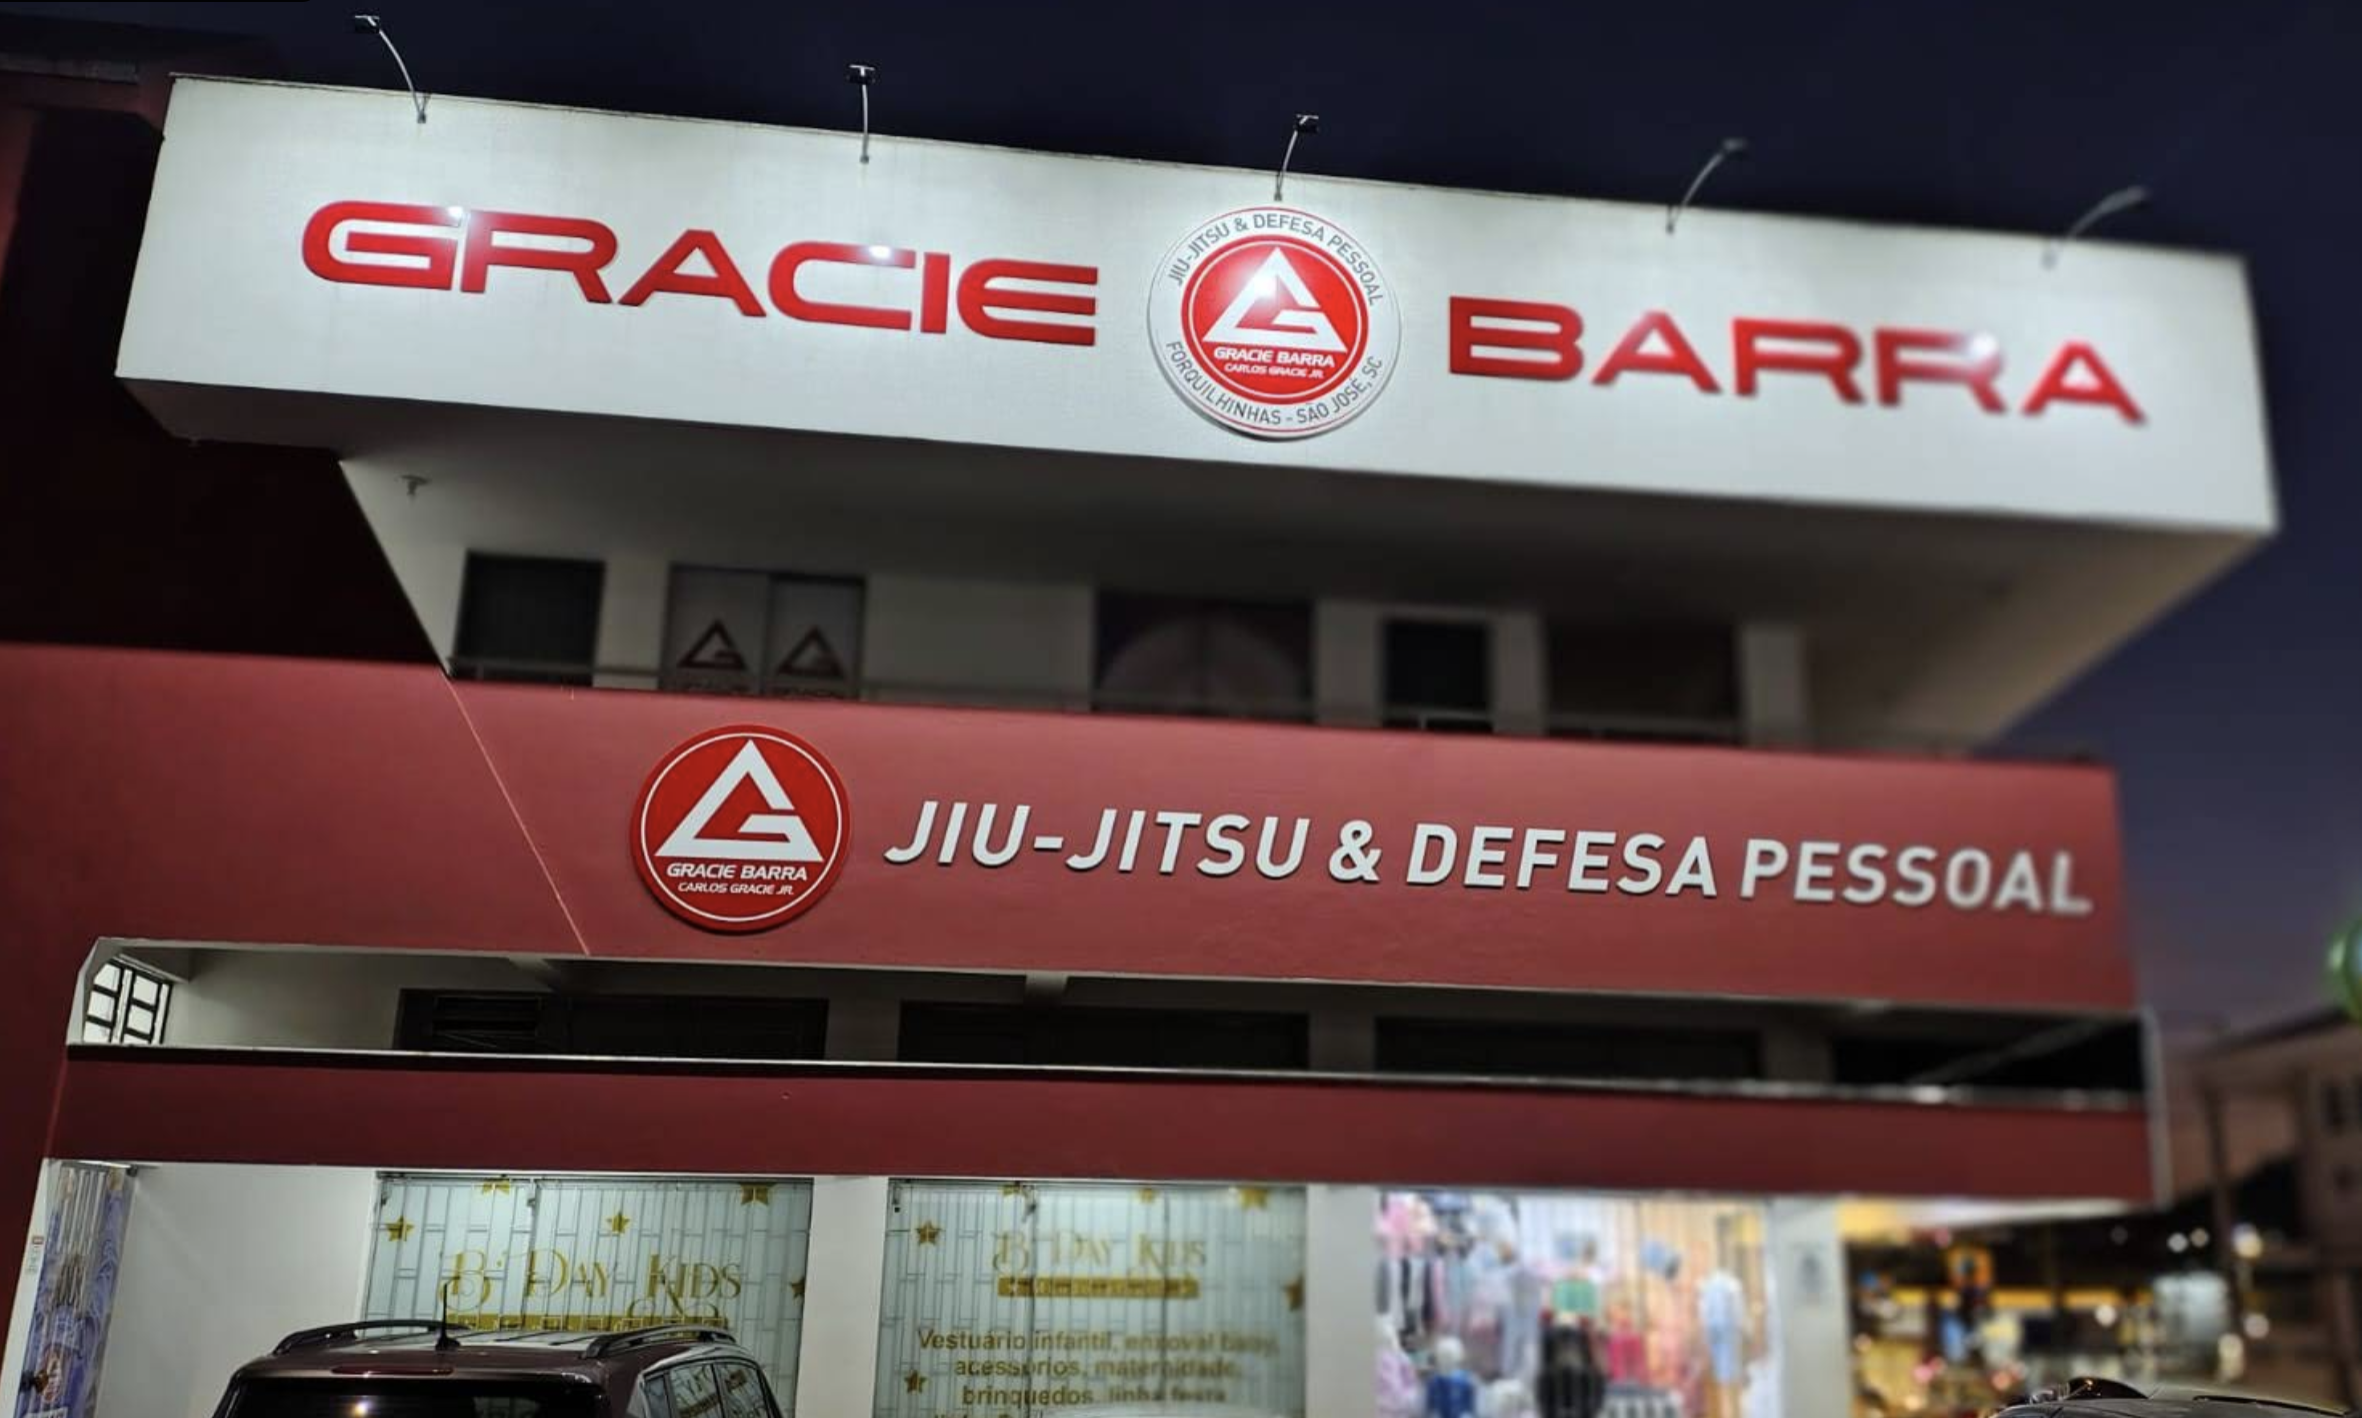 GRACIE BARRA
JIU-JITSU & DEFESA PESSOAL
GRACIE BARRA
CARLOS GRACIE JR.
FORQUILHINHAS - SÃO JOSÉ, SC
GRACIE BARRA
CARLOS GRACIE JR.
JIU-JITSU & DEFESA PESSOAL
B' DAY KIDS
B' DAY KIDS
Vestuário infantil, enxoval baby,
acessórios, maternidade,
brinquedos, linha festa